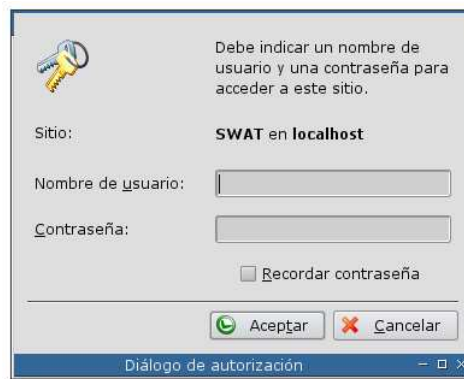 Debe indicar un nombre de
usuario y una contraseña para
acceder a este sitio.
Sitio: SWAT en localhost
Nombre de usuario:
Contraseña:
Recordar contraseña
Aceptar Cancelar
Diálogo de autorización